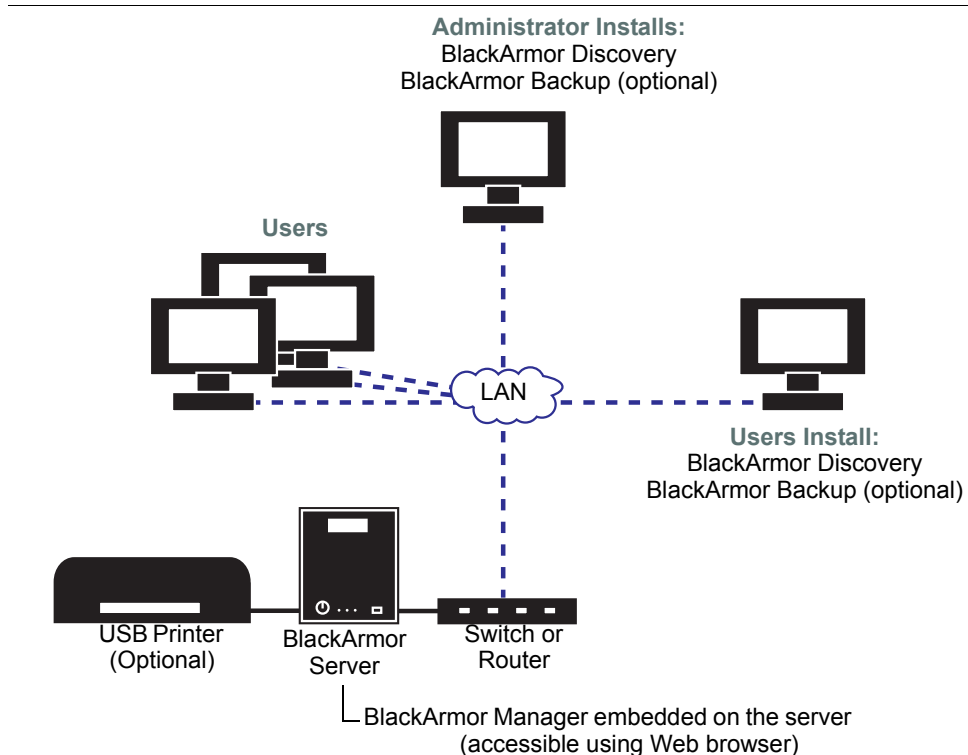 Administrator Installs:
BlackArmor Discovery
BlackArmor Backup (optional)
Users
LAN
Users Install:
BlackArmor Discovery
BlackArmor Backup (optional)
USB Printer
(Optional)
BlackArmor
Server
Switch or
Router
BlackArmor Manager embedded on the server
(accessible using Web browser)